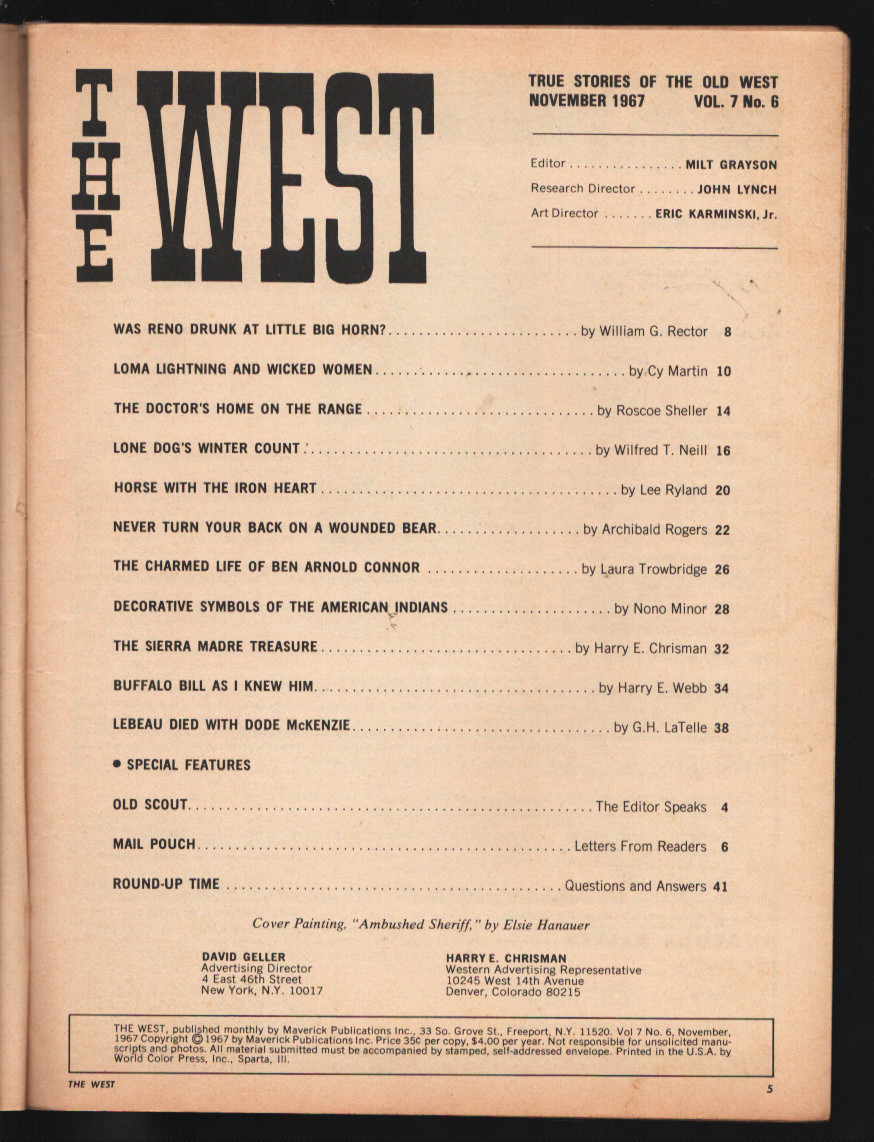 THE WEST
TRUE STORIES OF THE OLD WEST
NOVEMBER 1967 VOL. 7 No. 6
Editor ................ MILT GRAYSON
Research Director ........ JOHN LYNCH
Art Director ....... ERIC KARMINSKI, Jr.
WAS RENO DRUNK AT LITTLE BIG HORN?......................... by William G. Rector 8
LOMA LIGHTNING AND WICKED WOMEN................................. by Cy Martin 10
THE DOCTOR'S HOME ON THE RANGE .............................. by Roscoe Sheller 14
LONE DOG'S WINTER COUNT ...................................... by Wilfred T. Neill 16
HORSE WITH THE IRON HEART ....................................... by Lee Ryland 20
NEVER TURN YOUR BACK ON A WOUNDED BEAR................... by Archibald Rogers 22
THE CHARMED LIFE OF BEN ARNOLD CONNOR .................... by Laura Trowbridge 26
DECORATIVE SYMBOLS OF THE AMERICAN INDIANS ..................... by Nono Minor 28
THE SIERRA MADRE TREASURE................................. by Harry E. Chrisman 32
BUFFALO BILL AS I KNEW HIM..................................... by Harry E. Webb 34
LEBEAU DIED WITH DODE McKENZIE.................................. by G.H. LaTelle 38
● SPECIAL FEATURES
OLD SCOUT..................................................... The Editor Speaks 4
MAIL POUCH................................................. Letters From Readers 6
ROUND-UP TIME ............................................ Questions and Answers 41
Cover Painting, "Ambushed Sheriff," by Elsie Hanauer
DAVID GELLER
Advertising Director
4 East 46th Street
New York, N.Y. 10017
HARRY E. CHRISMAN
Western Advertising Representative
10245 West 14th Avenue
Denver, Colorado 80215
THE WEST, published monthly by Maverick Publications Inc., 33 So. Grove St., Freeport, N.Y. 11520. Vol 7 No. 6, November,
1967 Copyright © 1967 by Maverick Publications Inc. Price 35¢ per copy, $4.00 per year. Not responsible for unsolicited manu-
scripts and photos. All material submitted must be accompanied by stamped, self-addressed envelope. Printed in the U.S.A. by
World Color Press, Inc., Sparta, Ill.
THE WEST 5